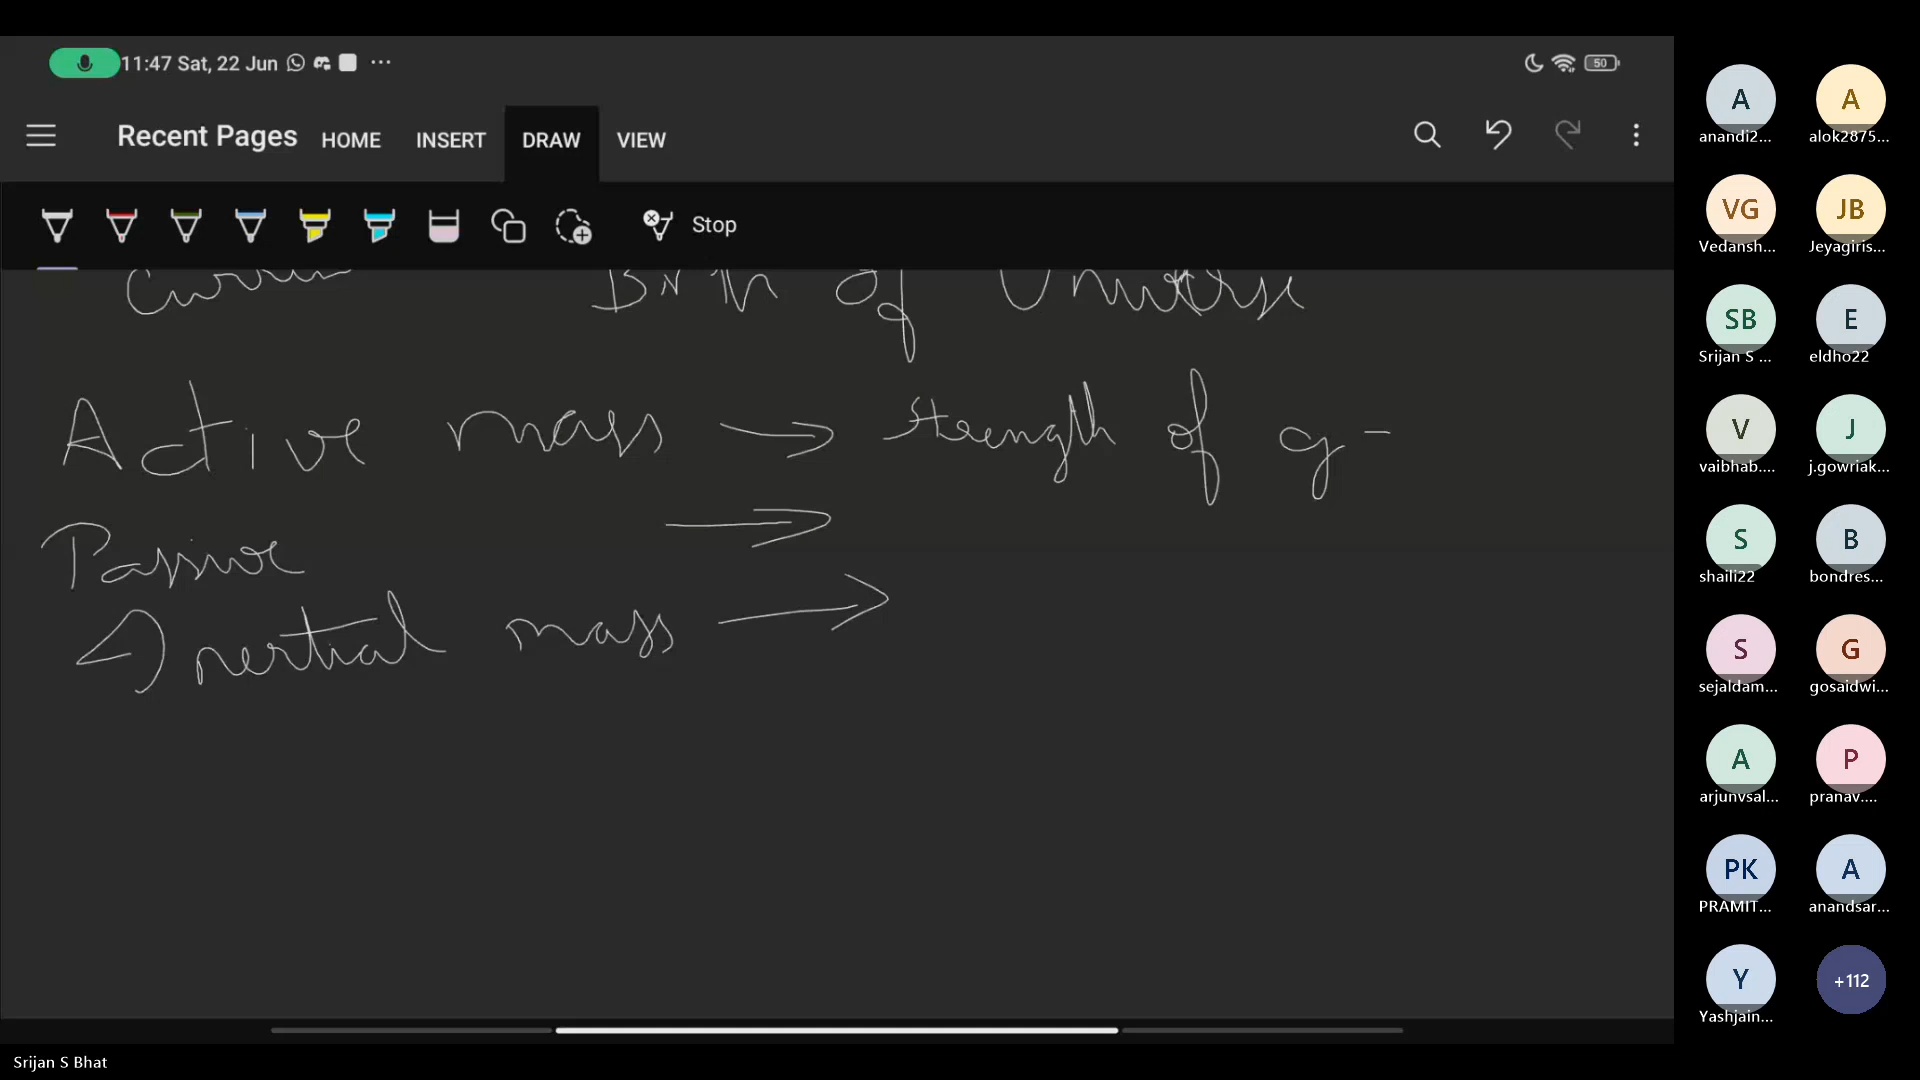 11:47 Sat, 22 Jun
50
Recent Pages HOME INSERT DRAW VIEW
Stop
Birth of Universe
Active mass → strength of g -
Passive →
Inertial mass →
anandi2... alok2875...
VG JB
Vedansh... Jeyagiris...
SB E
Srijan S ... eldho22
V J
vaibhab.... j.gowriak...
S B
shaili22 bondres...
S G
sejaldam... gosaidwi...
A P
arjunvsal... pranav....
PK A
PRAMIT... anandsar...
Y +112
Yashjain...
A A
Srijan S Bhat